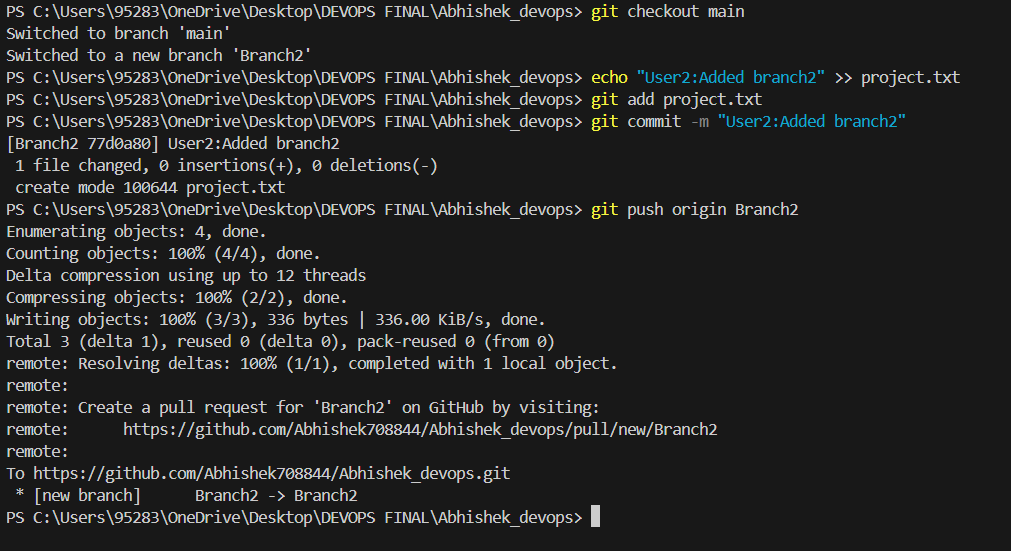 PS C:\Users\95283\OneDrive\Desktop\DEVOPS FINAL\Abhishek_devops> git checkout main
Switched to branch 'main'
Switched to a new branch 'Branch2'
PS C:\Users\95283\OneDrive\Desktop\DEVOPS FINAL\Abhishek_devops> echo "User2:Added branch2" >> project.txt
PS C:\Users\95283\OneDrive\Desktop\DEVOPS FINAL\Abhishek_devops> git add project.txt
PS C:\Users\95283\OneDrive\Desktop\DEVOPS FINAL\Abhishek_devops> git commit -m "User2:Added branch2"
[Branch2 77d0a80] User2:Added branch2
 1 file changed, 0 insertions(+), 0 deletions(-)
 create mode 100644 project.txt
PS C:\Users\95283\OneDrive\Desktop\DEVOPS FINAL\Abhishek_devops> git push origin Branch2
Enumerating objects: 4, done.
Counting objects: 100% (4/4), done.
Delta compression using up to 12 threads
Compressing objects: 100% (2/2), done.
Writing objects: 100% (3/3), 336 bytes | 336.00 KiB/s, done.
Total 3 (delta 1), reused 0 (delta 0), pack-reused 0 (from 0)
remote: Resolving deltas: 100% (1/1), completed with 1 local object.
remote:
remote: Create a pull request for 'Branch2' on GitHub by visiting:
remote:      https://github.com/Abhishek708844/Abhishek_devops/pull/new/Branch2
remote:
To https://github.com/Abhishek708844/Abhishek_devops.git
 * [new branch]      Branch2 -> Branch2
PS C:\Users\95283\OneDrive\Desktop\DEVOPS FINAL\Abhishek_devops>